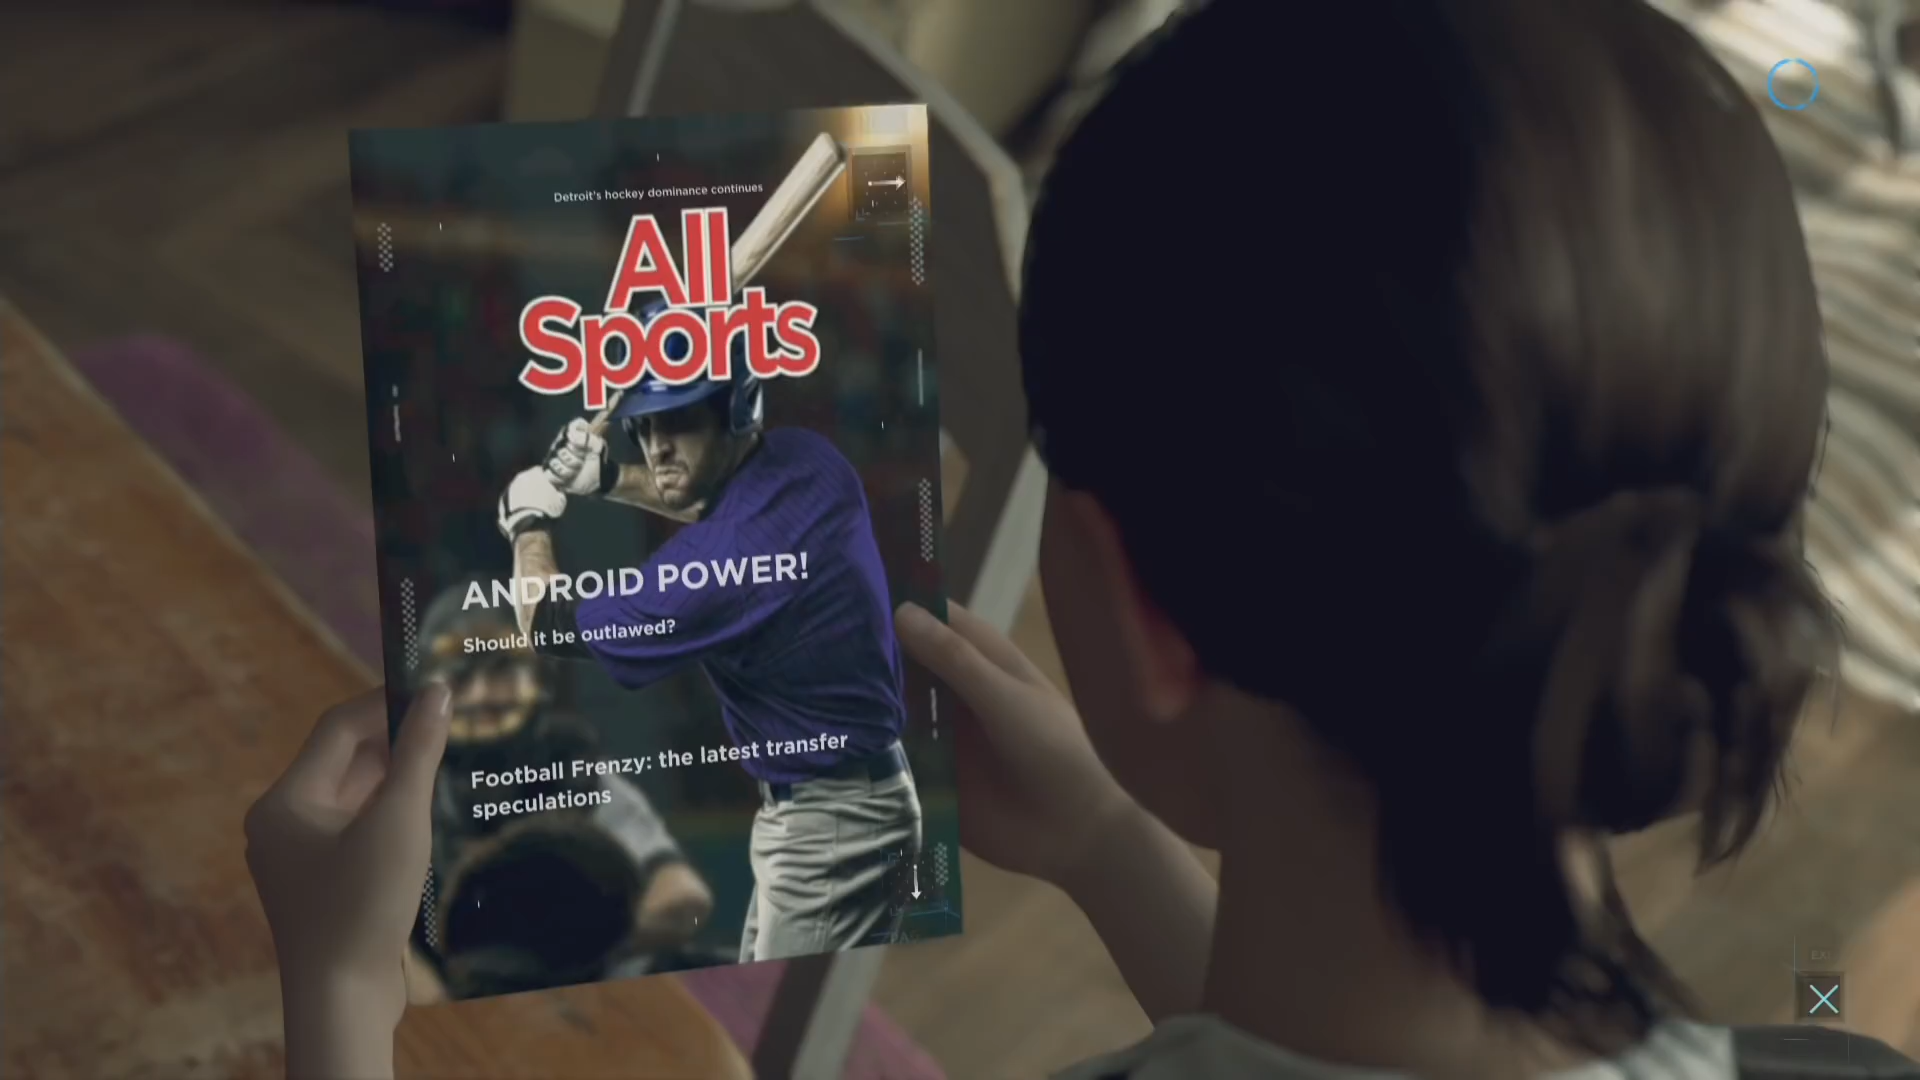 Detroit's hockey dominance continues
All
Sports
ANDROID POWER!
Should it be outlawed?
Football Frenzy: the latest transfer
speculations